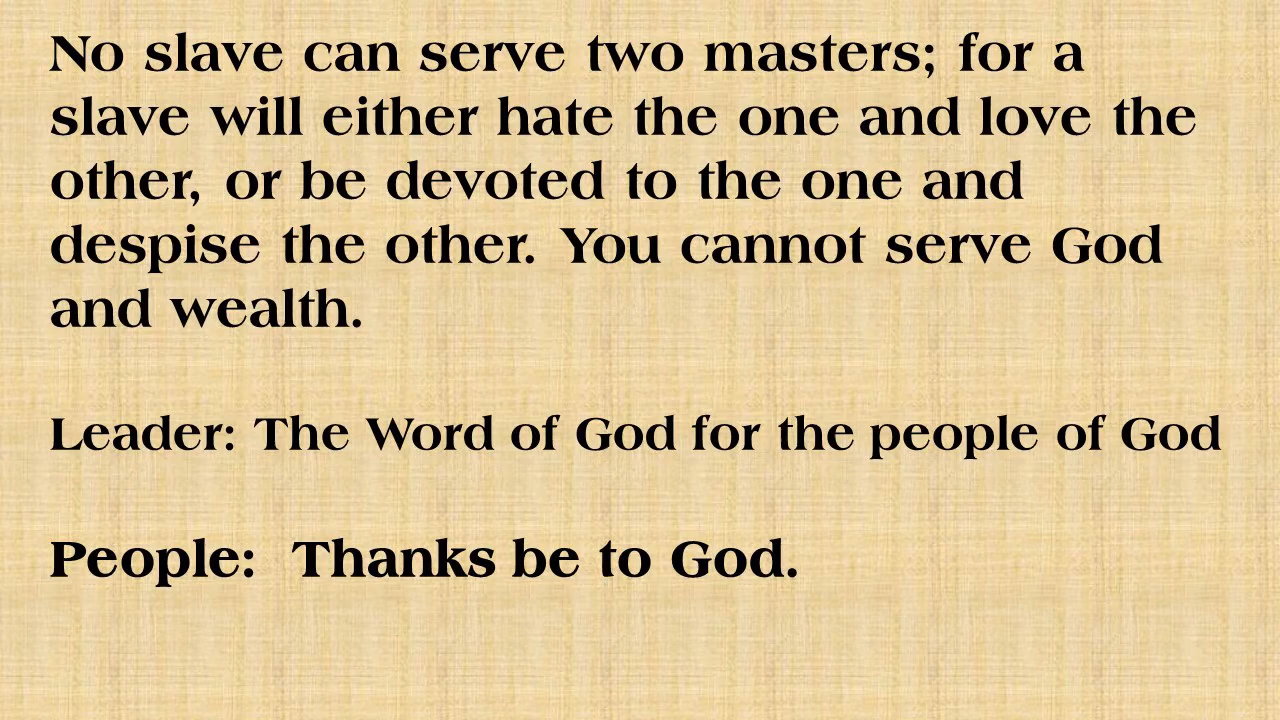 No slave can serve two masters; for a
slave will either hate the one and love the
other, or be devoted to the one and
despise the other. You cannot serve God
and wealth.
Leader: The Word of God for the people of God
People: Thanks be to God.